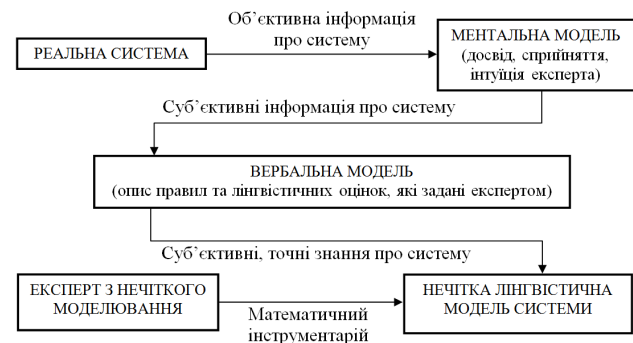 Об’єктивна інформація
про систему
РЕАЛЬНА СИСТЕМА
МЕНТАЛЬНА МОДЕЛЬ
(досвід, сприйняття,
інтуїція експерта)
Суб’єктивні інформація про систему
ВЕРБАЛЬНА МОДЕЛЬ
(опис правил та лінгвістичних оцінок, які задані експертом)
Суб’єктивні, точні знання про систему
ЕКСПЕРТ З НЕЧІТКОГО
МОДЕЛЮВАННЯ
Математичний
інструментарій
НЕЧІТКА ЛІНГВІСТИЧНА
МОДЕЛЬ СИСТЕМИ